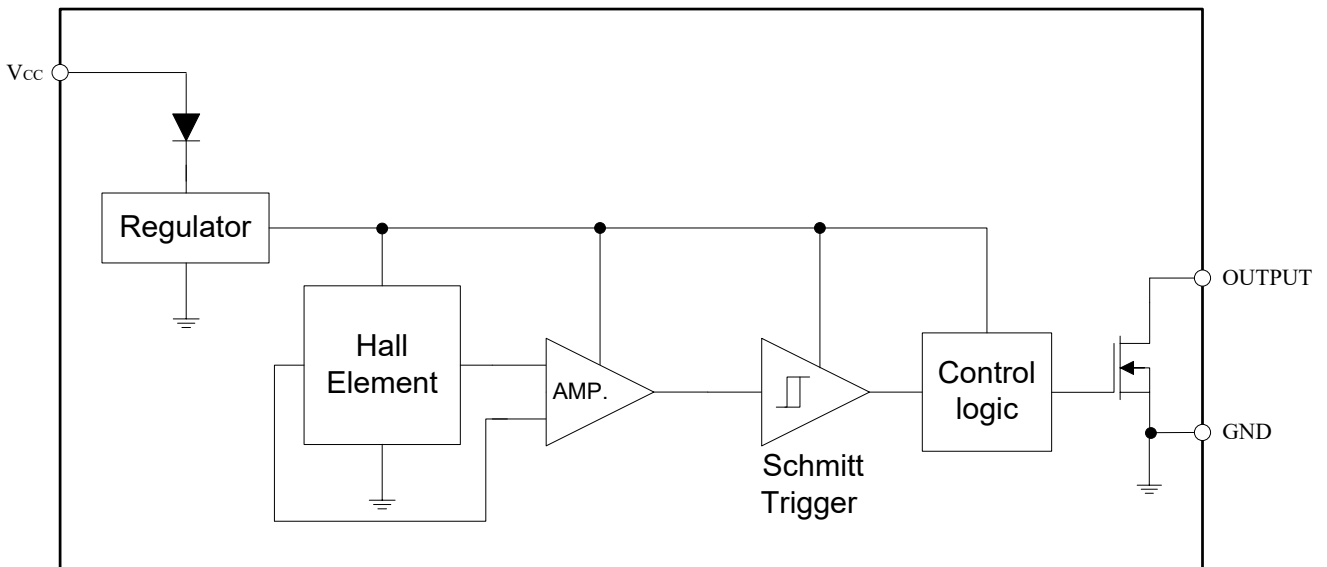 VCC
Regulator
OUTPUT
Hall
Element
AMP.
Control
logic
GND
Schmitt
Trigger